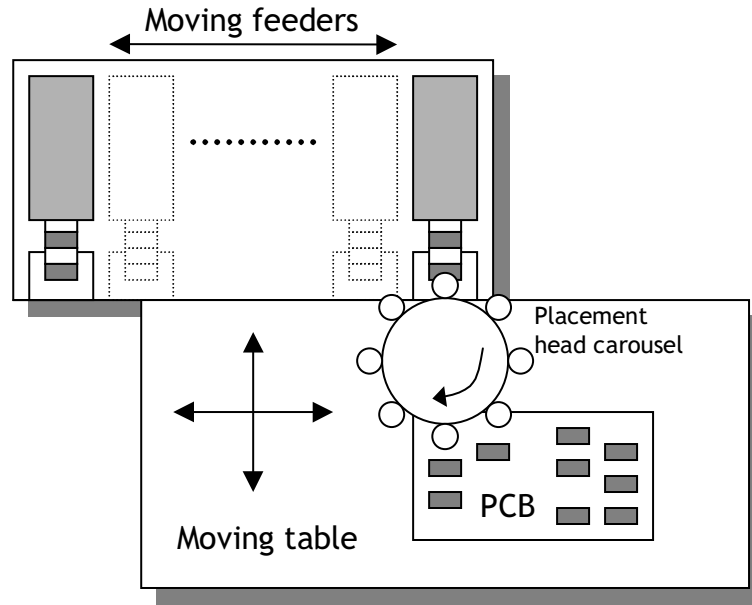 Moving feeders
Placement
head carousel
PCB
Moving table